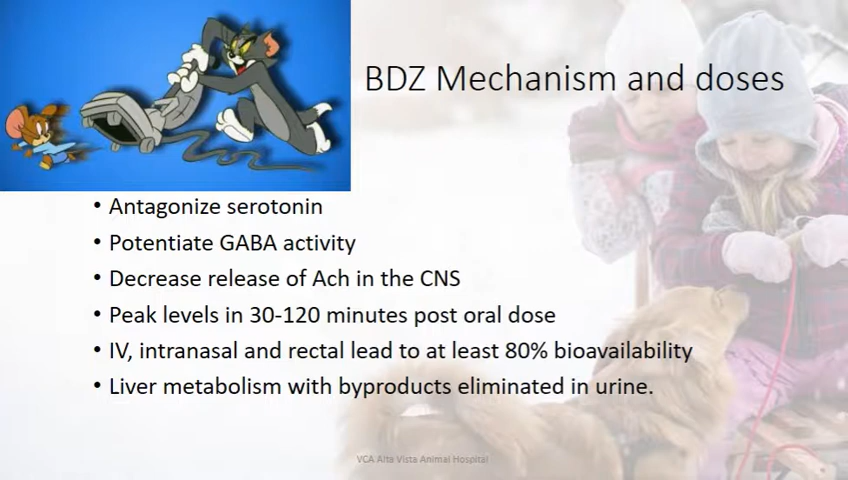 BDZ Mechanism and doses
• Antagonize serotonin
• Potentiate GABA activity
• Decrease release of Ach in the CNS
• Peak levels in 30-120 minutes post oral dose
• IV, intranasal and rectal lead to at least 80% bioavailability
• Liver metabolism with byproducts eliminated in urine.
VCA Alta Vista Animal Hospital